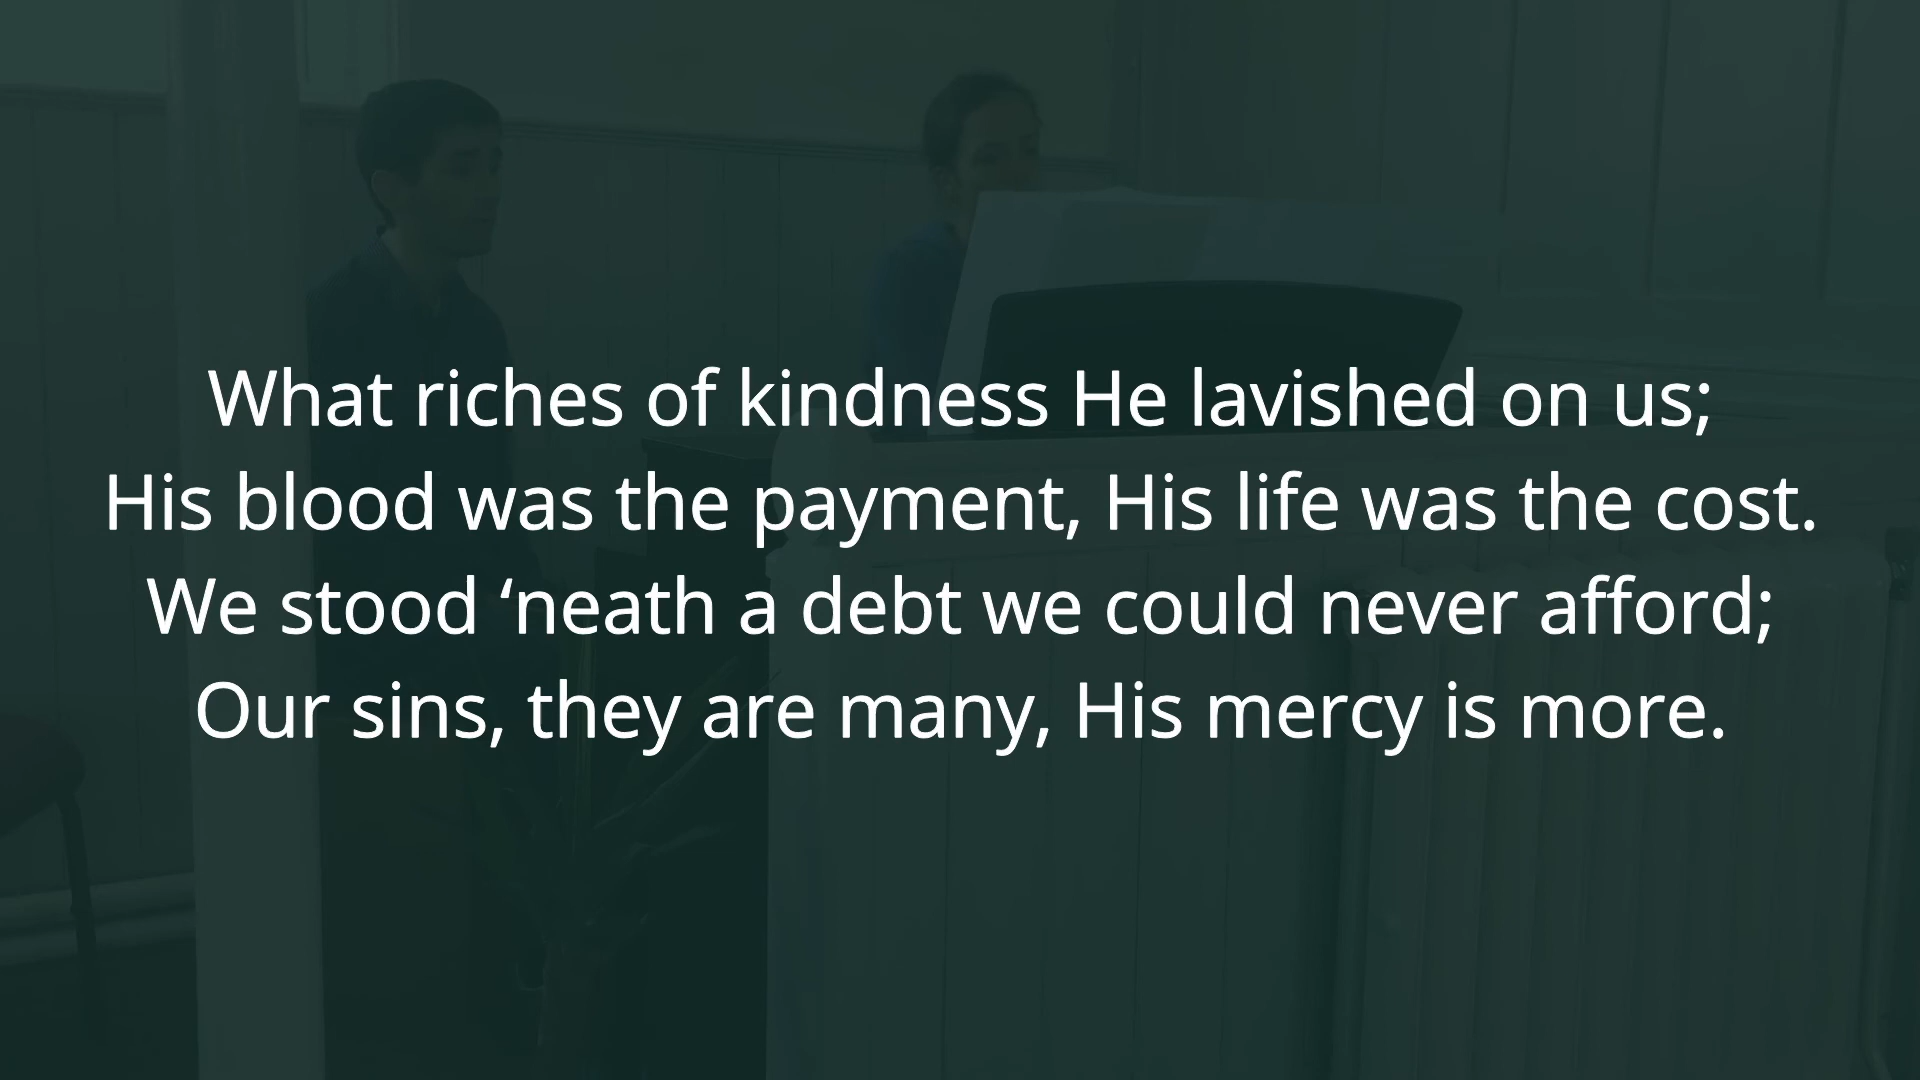 What riches of kindness He lavished on us;
His blood was the payment, His life was the cost.
We stood ‘neath a debt we could never afford;
Our sins, they are many, His mercy is more.